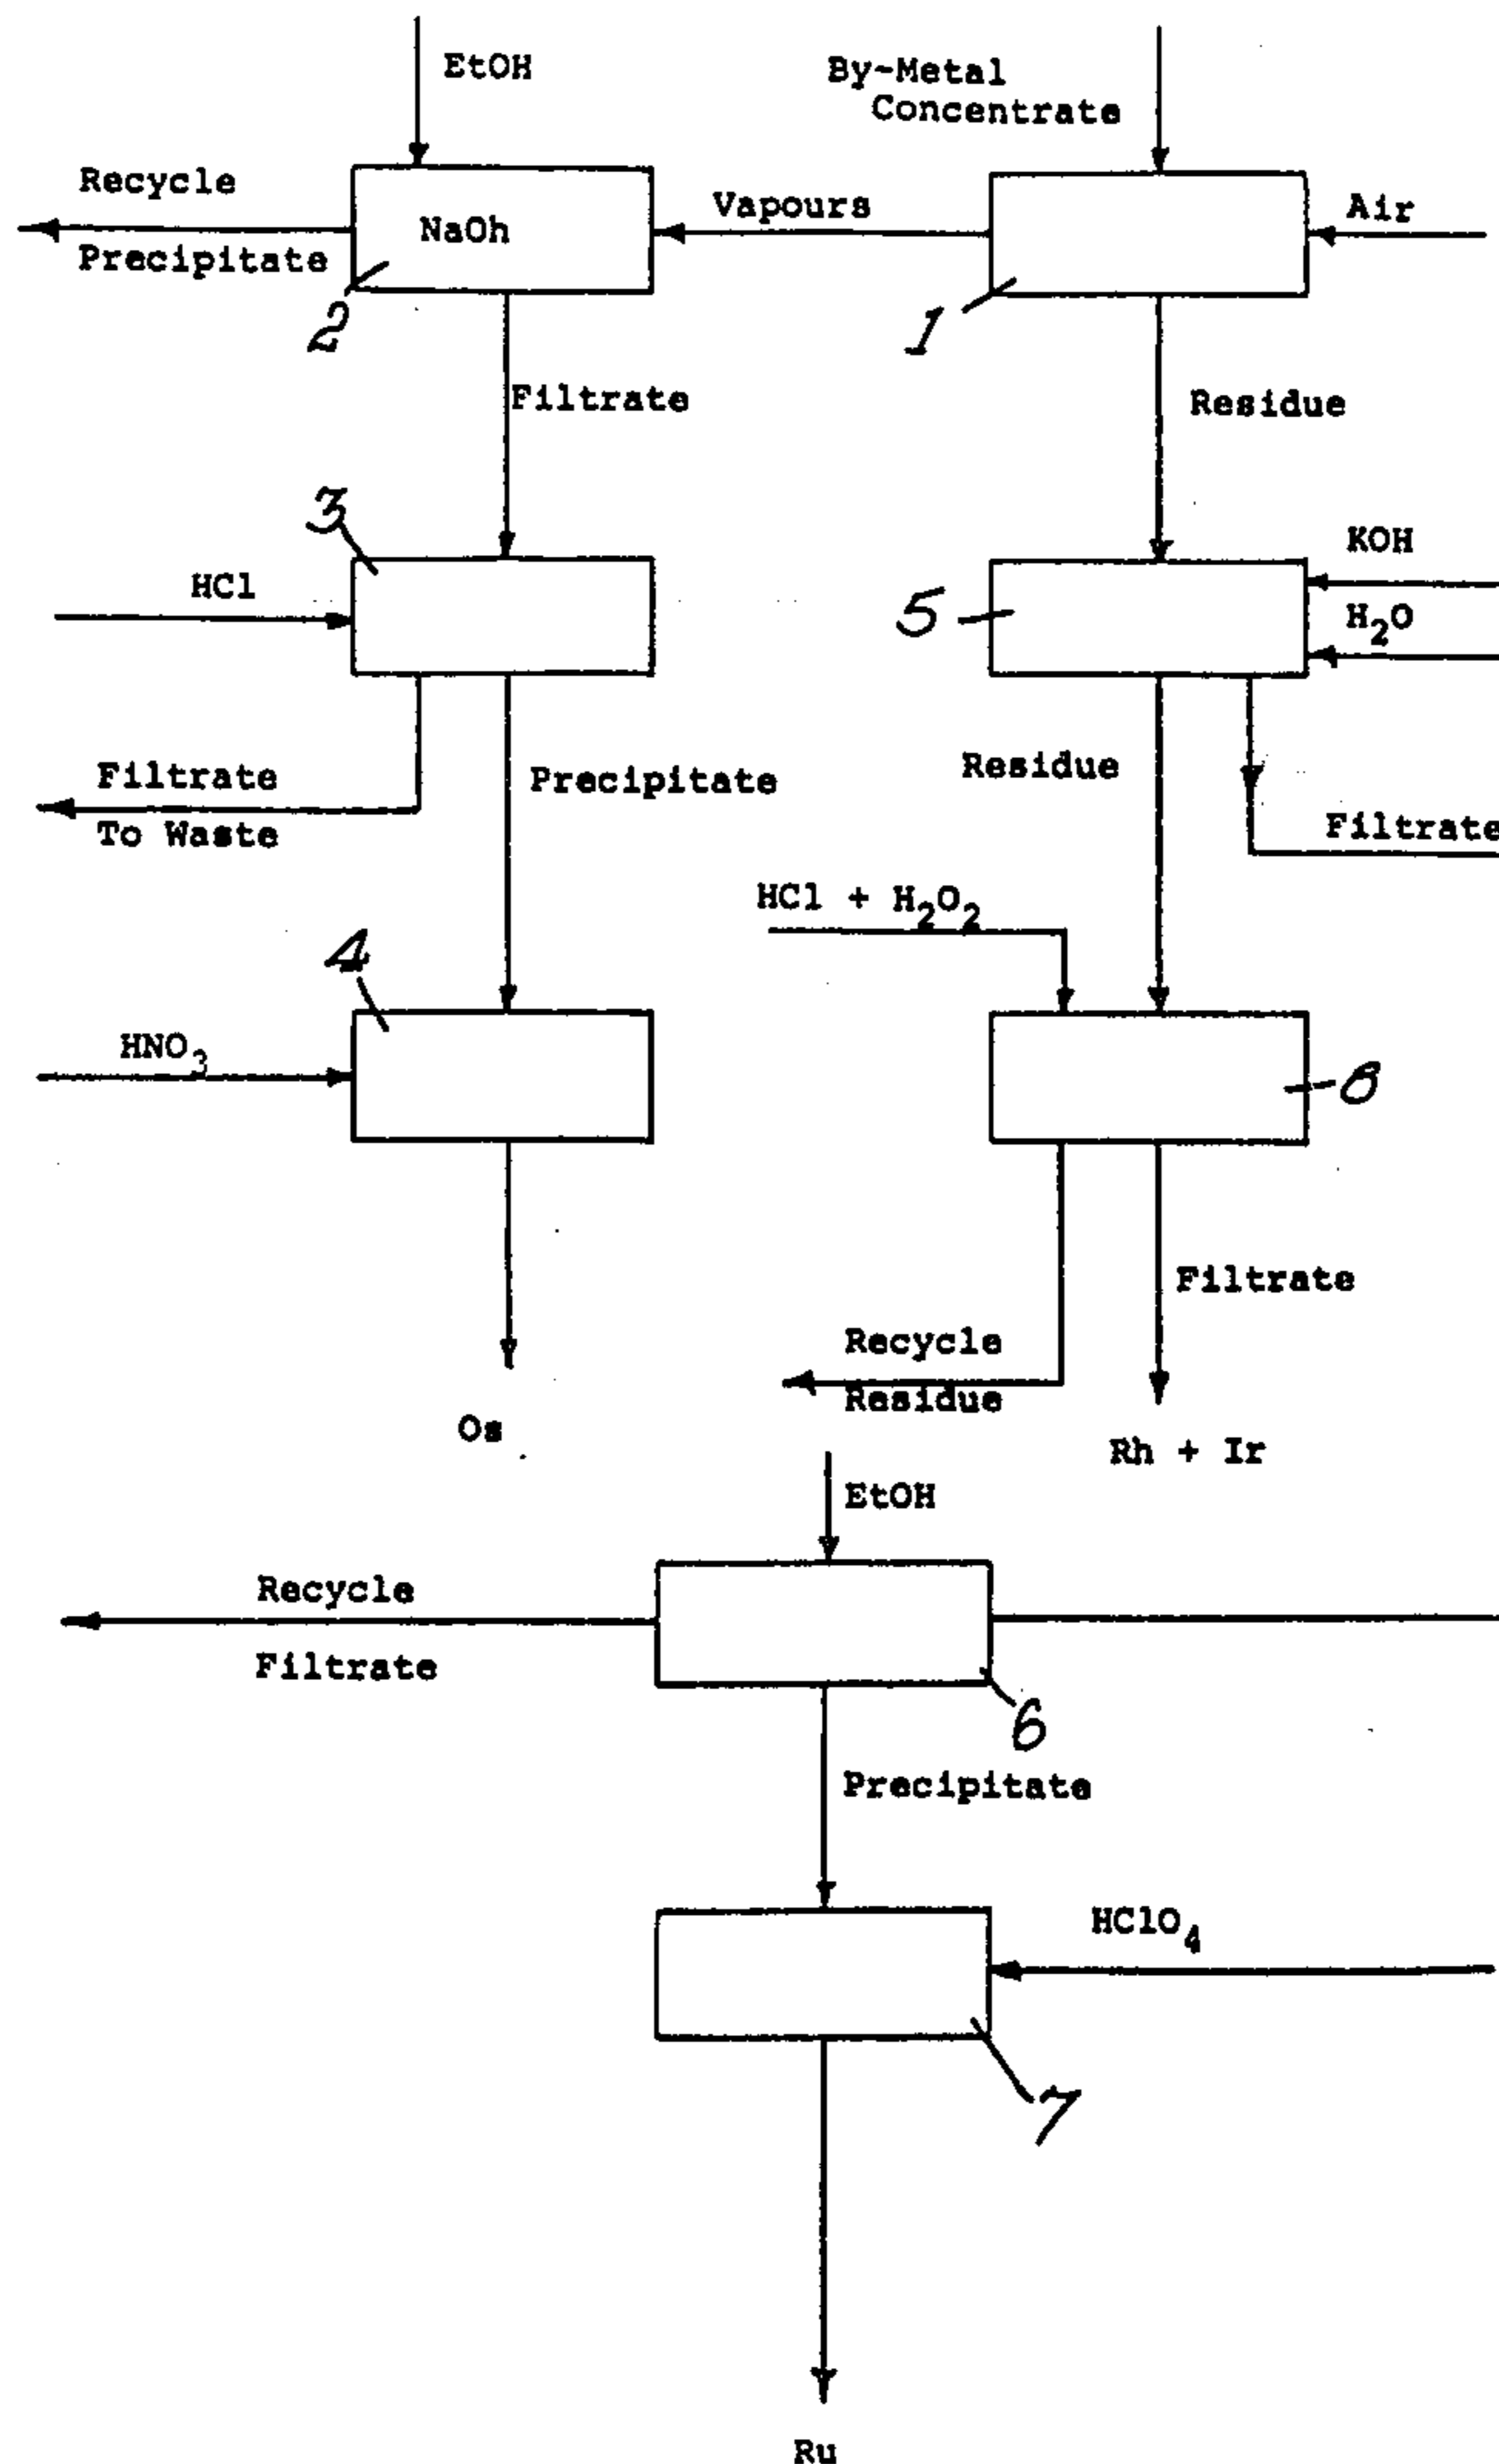 EtOH
By-Metal
Concentrate
Recycle
Precipitate
NaOh
Vapours
Air
2
1
Filtrate
Residue
3
HCl
5
KOH
H2O
Filtrate
To Waste
Precipitate
Residue
Filtrate
HCl + H2O2
4
HNO3
8
Filtrate
Recycle
Residue
Os
Rh + Ir
EtOH
Recycle
Filtrate
6
Precipitate
HClO4
7
Ru